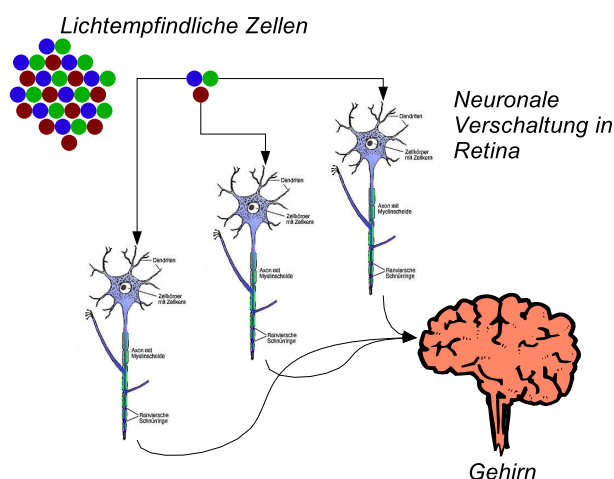 Lichtempfindliche Zellen
Neuronale
Verschaltung in
Retina
Dendriten
Zellkörper
mit Zellkern
Axon mit
Myelinscheide
Ranviersche
Schnürringe
Dendriten
Zellkörper
mit Zellkern
Axon mit
Myelinscheide
Ranviersche
Schnürringe
Dendriten
Zellkörper
mit Zellkern
Axon mit
Myelinscheide
Ranviersche
Schnürringe
Gehirn